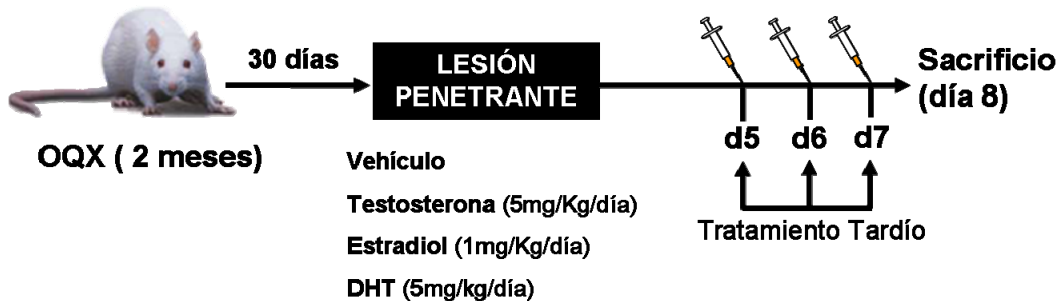 30 días
LESIÓN
PENETRANTE
Sacrificio
(día 8)
OQX ( 2 meses)
d5 d6 d7
Vehículo
Testosterona (5mg/Kg/día)
Estradiol (1mg/Kg/día)
DHT (5mg/kg/día)
Tratamiento Tardío